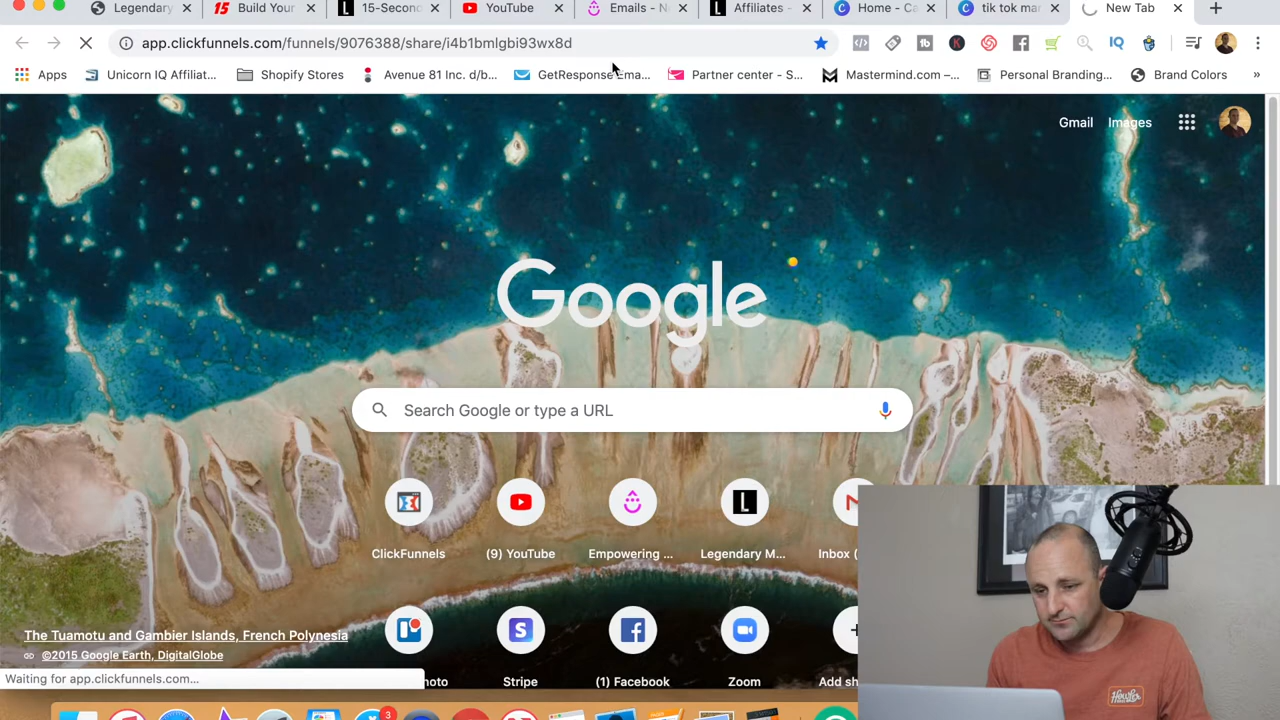 Legendary
Build Your
15-Second
YouTube
Emails - N
Affiliates -
Home - Ca
tik tok mar
New Tab
app.clickfunnels.com/funnels/9076388/share/i4b1bmlgbi93wx8d
Apps
Unicorn IQ Affiliat...
Shopify Stores
Avenue 81 Inc. d/b...
GetResponse Ema...
Partner center - S...
Mastermind.com –...
Personal Branding...
Brand Colors
»
Gmail
Images
Google
Search Google or type a URL
ClickFunnels
(9) YouTube
Empowering ...
Legendary M...
Inbox (
The Tuamotu and Gambier Islands, French Polynesia
©2015 Google Earth, DigitalGlobe
Waiting for app.clickfunnels.com...
Stripe
(1) Facebook
Zoom
Add sh
3